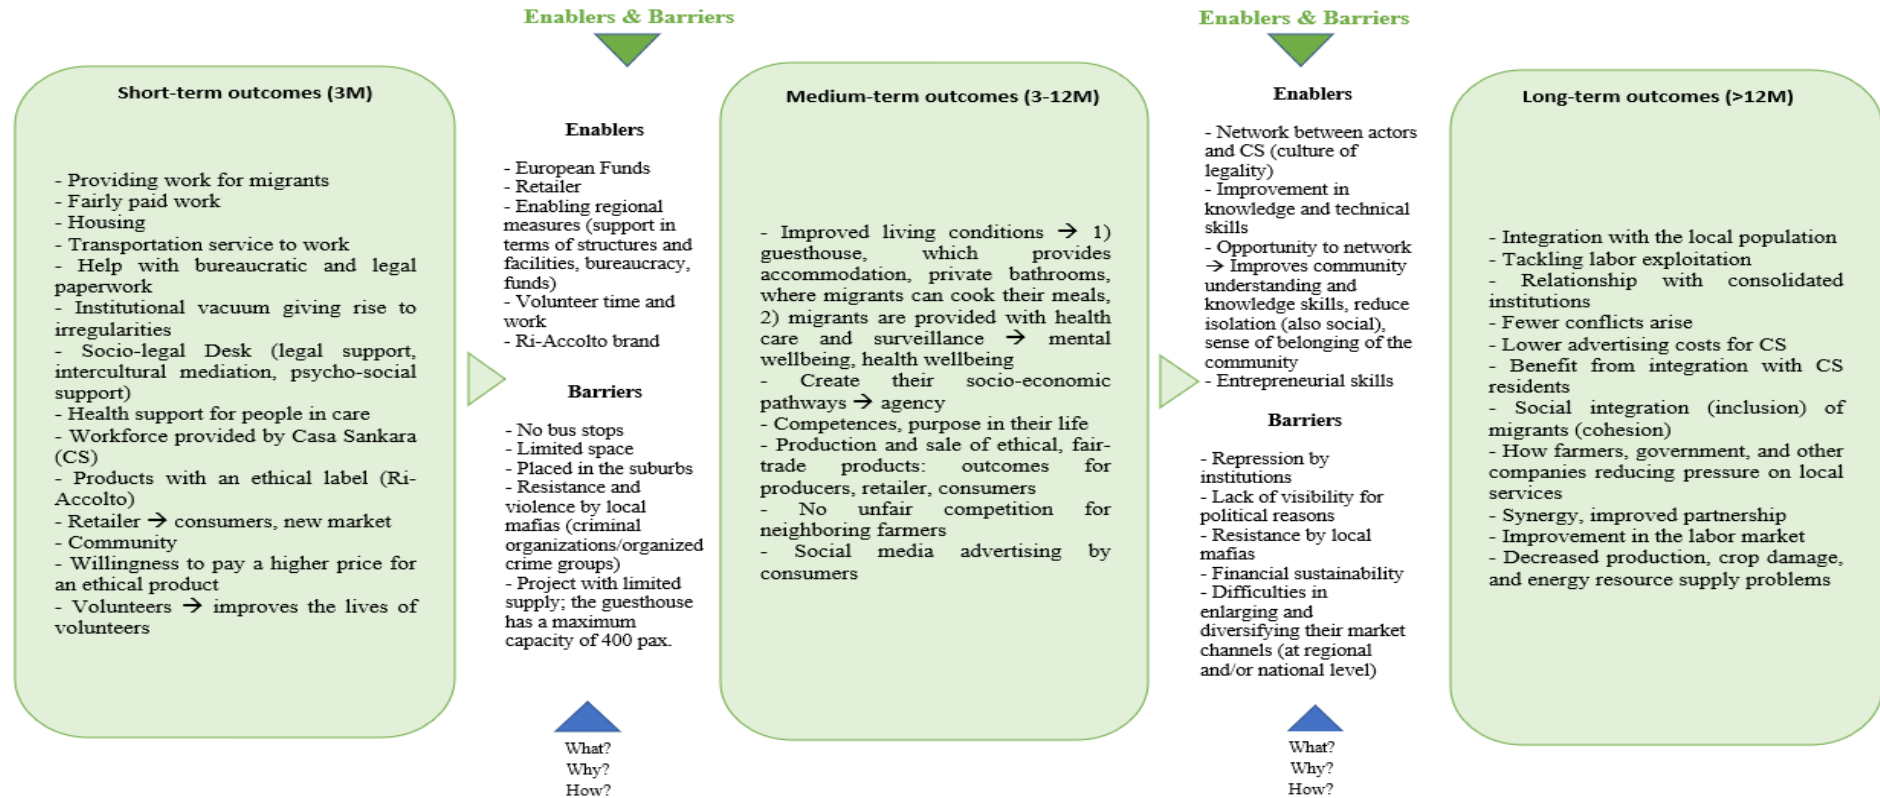 Enablers & Barriers
Enablers & Barriers
Short-term outcomes (3M)
- Providing work for migrants
- Fairly paid work
- Housing
- Transportation service to work
- Help with bureaucratic and legal
paperwork
- Institutional vacuum giving rise to
irregularities
- Socio-legal Desk (legal support,
intercultural mediation, psycho-social
support)
- Health support for people in care
- Workforce provided by Casa Sankara
(CS)
- Products with an ethical label (Ri-
Accolto)
- Retailer → consumers, new market
- Community
- Willingness to pay a higher price for
an ethical product
- Volunteers → improves the lives of
volunteers
Enablers
- European Funds
- Retailer
- Enabling regional
measures (support in
terms of structures and
facilities, bureaucracy,
funds)
- Volunteer time and
work
- Ri-Accolto brand
Barriers
- No bus stops
- Limited space
- Placed in the suburbs
- Resistance and
violence by local
mafias (criminal
organizations/organized
crime groups)
- Project with limited
supply; the guesthouse
has a maximum
capacity of 400 pax.
What?
Why?
How?
Medium-term outcomes (3-12M)
- Improved living conditions → 1)
guesthouse, which provides
accommodation, private bathrooms,
where migrants can cook their meals,
2) migrants are provided with health
care and surveillance → mental
wellbeing, health wellbeing
- Create their socio-economic
pathways → agency
- Competences, purpose in their life
- Production and sale of ethical, fair-
trade products: outcomes for
producers, retailer, consumers
- No unfair competition for
neighboring farmers
- Social media advertising by
consumers
Enablers
- Network between actors
and CS (culture of
legality)
- Improvement in
knowledge and technical
skills
- Opportunity to network
→ Improves community
understanding and
knowledge skills, reduce
isolation (also social),
sense of belonging of the
community
- Entrepreneurial skills
Barriers
- Repression by
institutions
- Lack of visibility for
political reasons
- Resistance by local
mafias
- Financial sustainability
- Difficulties in
enlarging and
diversifying their market
channels (at regional
and/or national level)
What?
Why?
How?
Long-term outcomes (>12M)
- Integration with the local population
- Tackling labor exploitation
- Relationship with consolidated
institutions
- Fewer conflicts arise
- Lower advertising costs for CS
- Benefit from integration with CS
residents
- Social integration (inclusion) of
migrants (cohesion)
- How farmers, government, and other
companies reducing pressure on local
services
- Synergy, improved partnership
- Improvement in the labor market
- Decreased production, crop damage,
and energy resource supply problems